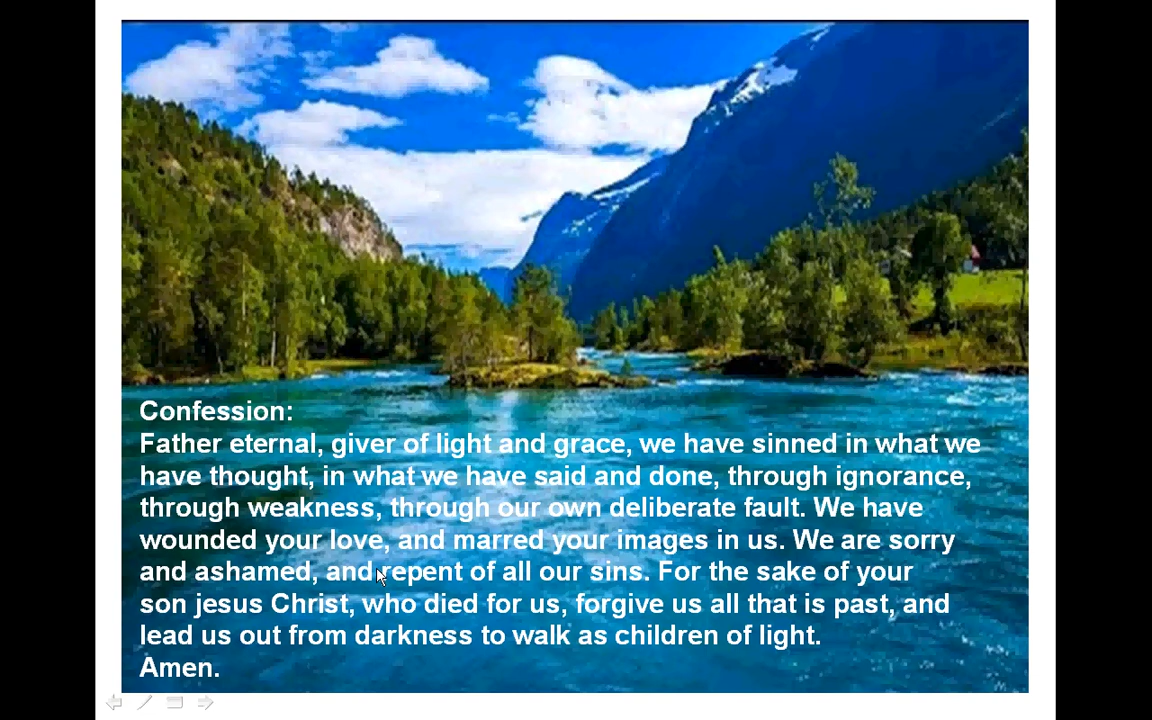 Confession:
Father eternal, giver of light and grace, we have sinned in what we
have thought, in what we have said and done, through ignorance,
through weakness, through our own deliberate fault. We have
wounded your love, and marred your images in us. We are sorry
and ashamed, and repent of all our sins. For the sake of your
son jesus Christ, who died for us, forgive us all that is past, and
lead us out from darkness to walk as children of light.
Amen.